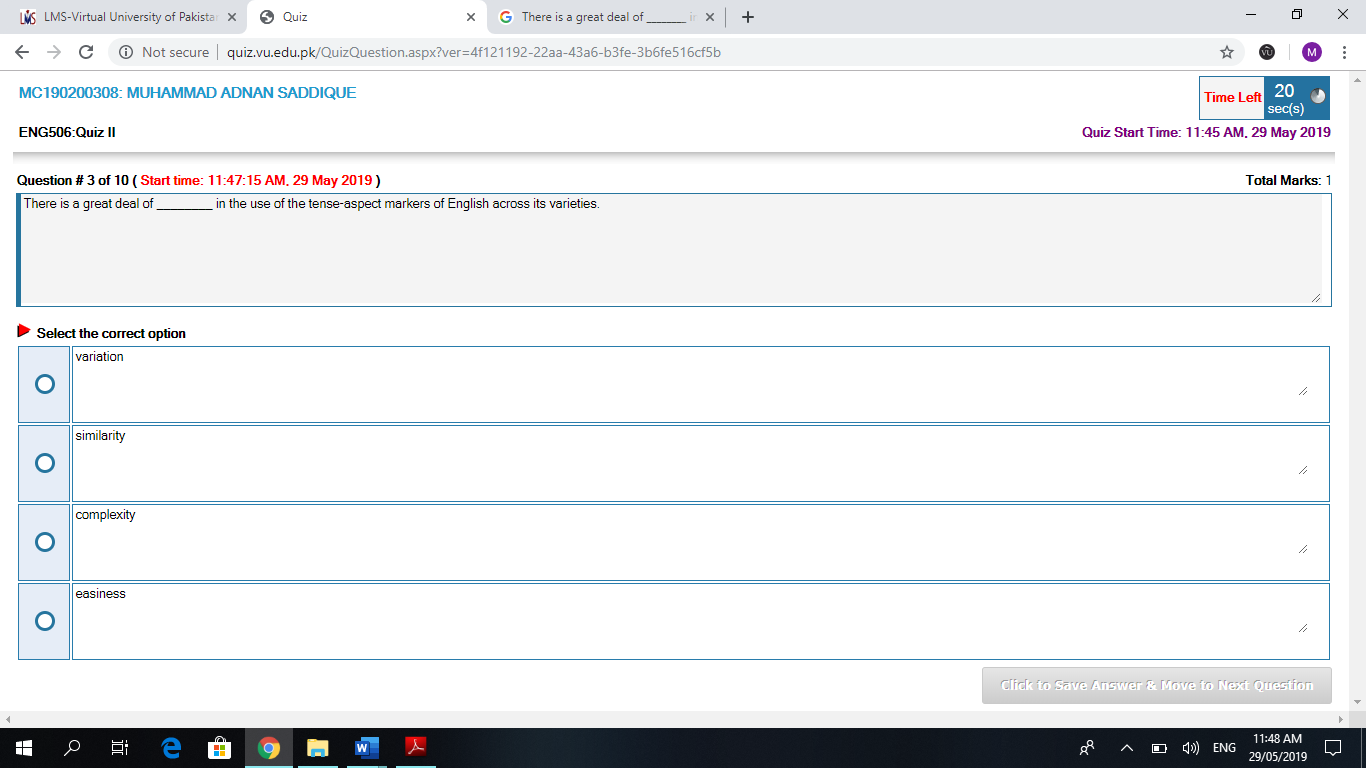 LMS-Virtual University of Pakista
Quiz
There is a great deal of ________ in
Not secure
quiz.vu.edu.pk/QuizQuestion.aspx?ver=4f121192-22aa-43a6-b3fe-3b6fe516cf5b
VU
M
MC190200308: MUHAMMAD ADNAN SADDIQUE
Time Left 20 sec(s)
ENG506:Quiz II
Quiz Start Time: 11:45 AM, 29 May 2019
Question # 3 of 10 ( Start time: 11:47:15 AM, 29 May 2019 )
Total Marks: 1
There is a great deal of ________ in the use of the tense-aspect markers of English across its varieties.
Select the correct option
variation
similarity
complexity
easiness
Click to Save Answer & Move to Next Question
ENG
11:48 AM
29/05/2019